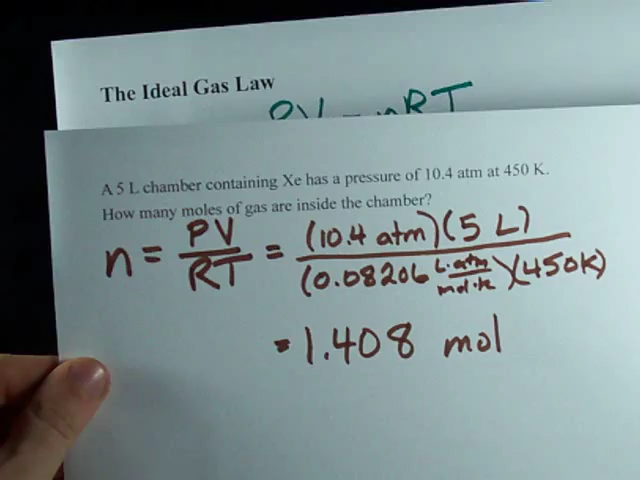 The Ideal Gas Law
PV = nRT
A 5 L chamber containing Xe has a pressure of 10.4 atm at 450 K.
How many moles of gas are inside the chamber?
n = PV/RT = (10.4 atm)(5 L)/(0.08206 L·atm/mol·K)(450K)
= 1.408 mol